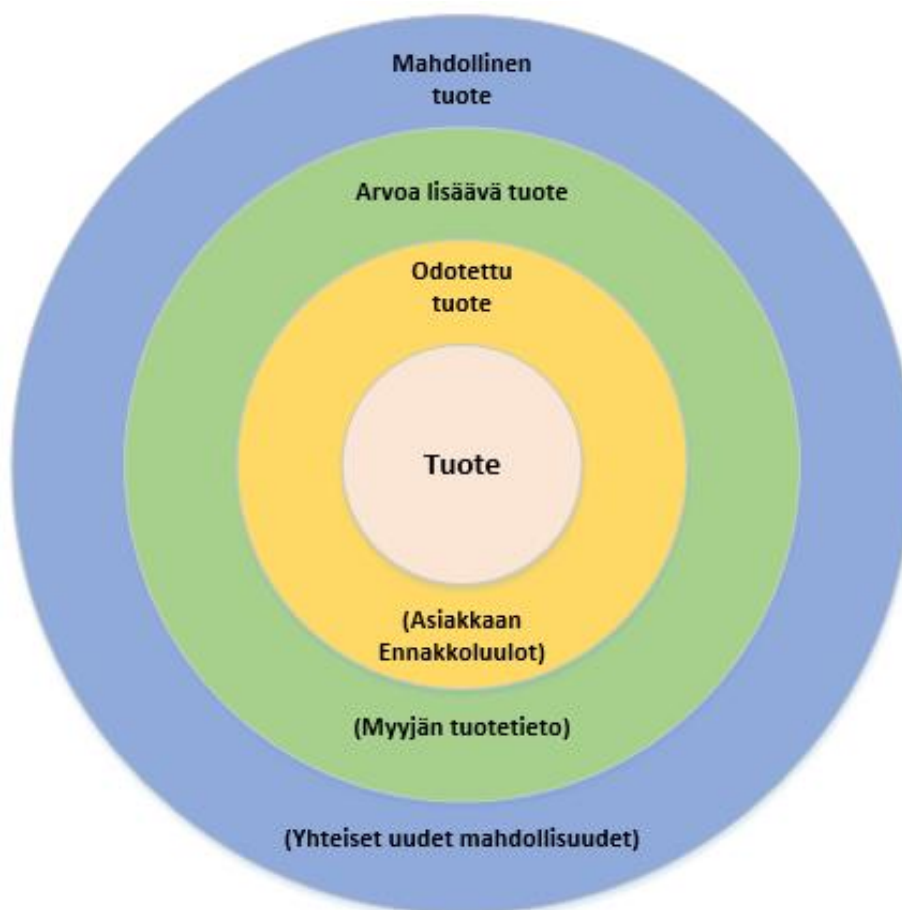 Mahdollinen
tuote
Arvoa lisäävä tuote
Odotettu
tuote
Tuote
(Asiakkaan
Ennakkoluulot)
(Myyjän tuotetieto)
(Yhteiset uudet mahdollisuudet)